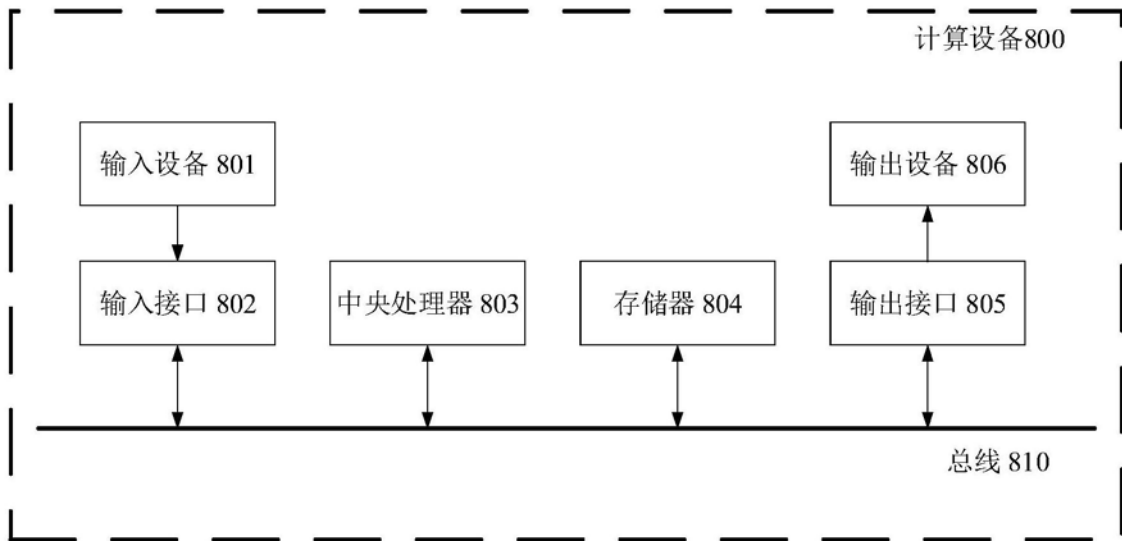 计算设备800
输入设备 801
输出设备 806
输入接口 802
中央处理器 803
存储器 804
输出接口 805
总线 810